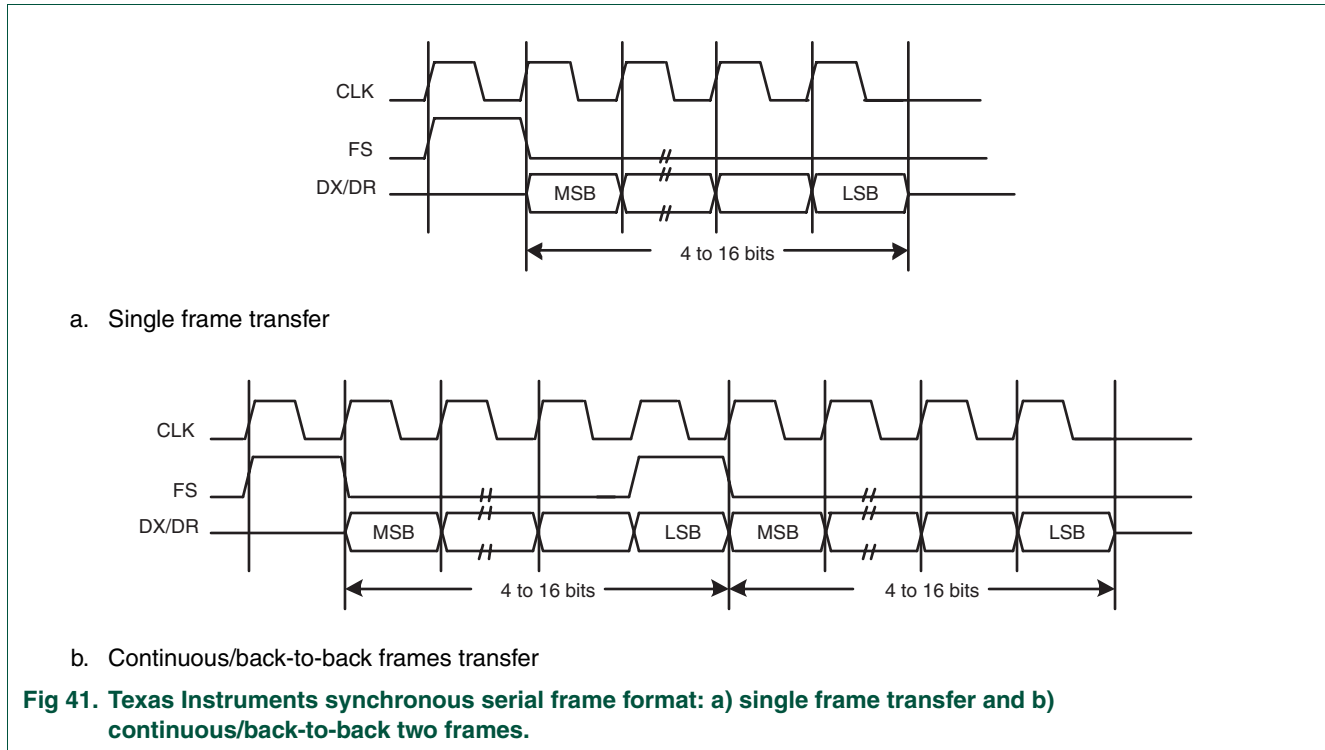 CLK
FS
DX/DR
MSB
LSB
4 to 16 bits
a. Single frame transfer
CLK
FS
DX/DR
MSB
LSB
MSB
LSB
4 to 16 bits
4 to 16 bits
b. Continuous/back-to-back frames transfer
Fig 41. Texas Instruments synchronous serial frame format: a) single frame transfer and b)
continuous/back-to-back two frames.